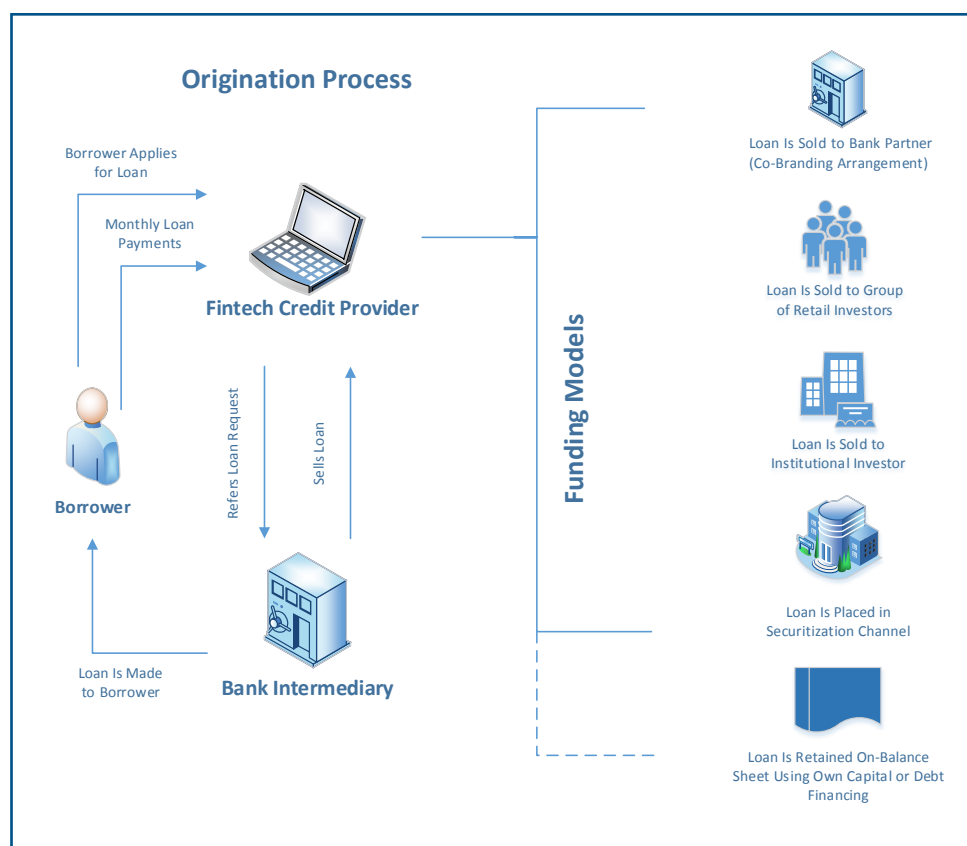 Origination Process
Borrower Applies
for Loan
Monthly Loan
Payments
Fintech Credit Provider
Refers Loan Request
Sells Loan
Borrower
Bank Intermediary
Loan Is Made
to Borrower
Funding Models
Loan Is Sold to Bank Partner
(Co-Branding Arrangement)
Loan Is Sold to Group
of Retail Investors
Loan Is Sold to
Institutional Investor
Loan Is Placed in
Securitization Channel
Loan Is Retained On-Balance
Sheet Using Own Capital or Debt
Financing